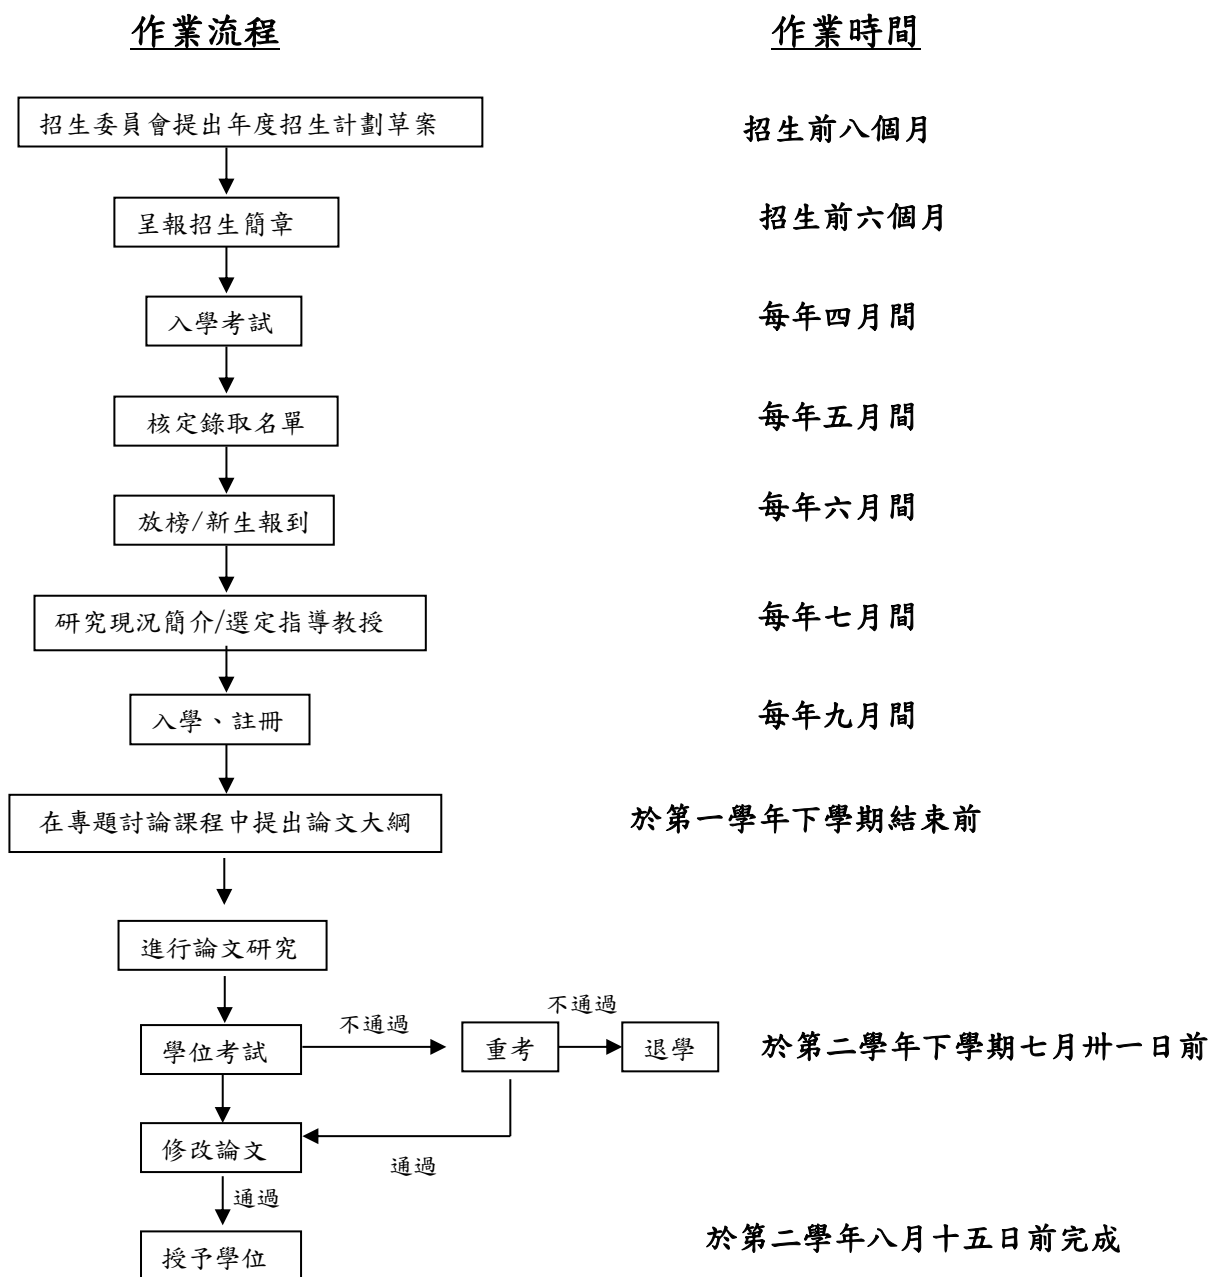 作業流程
作業時間
招生委員會提出年度招生計劃草案
招生前八個月
呈報招生簡章
招生前六個月
入學考試
每年四月間
核定錄取名單
每年五月間
放榜/新生報到
每年六月間
研究現況簡介/選定指導教授
每年七月間
入學、註冊
每年九月間
在專題討論課程中提出論文大綱
於第一學年下學期結束前
進行論文研究
學位考試
不通過
重考
不通過
退學
於第二學年下學期七月卅一日前
修改論文
通過
通過
授予學位
於第二學年八月十五日前完成